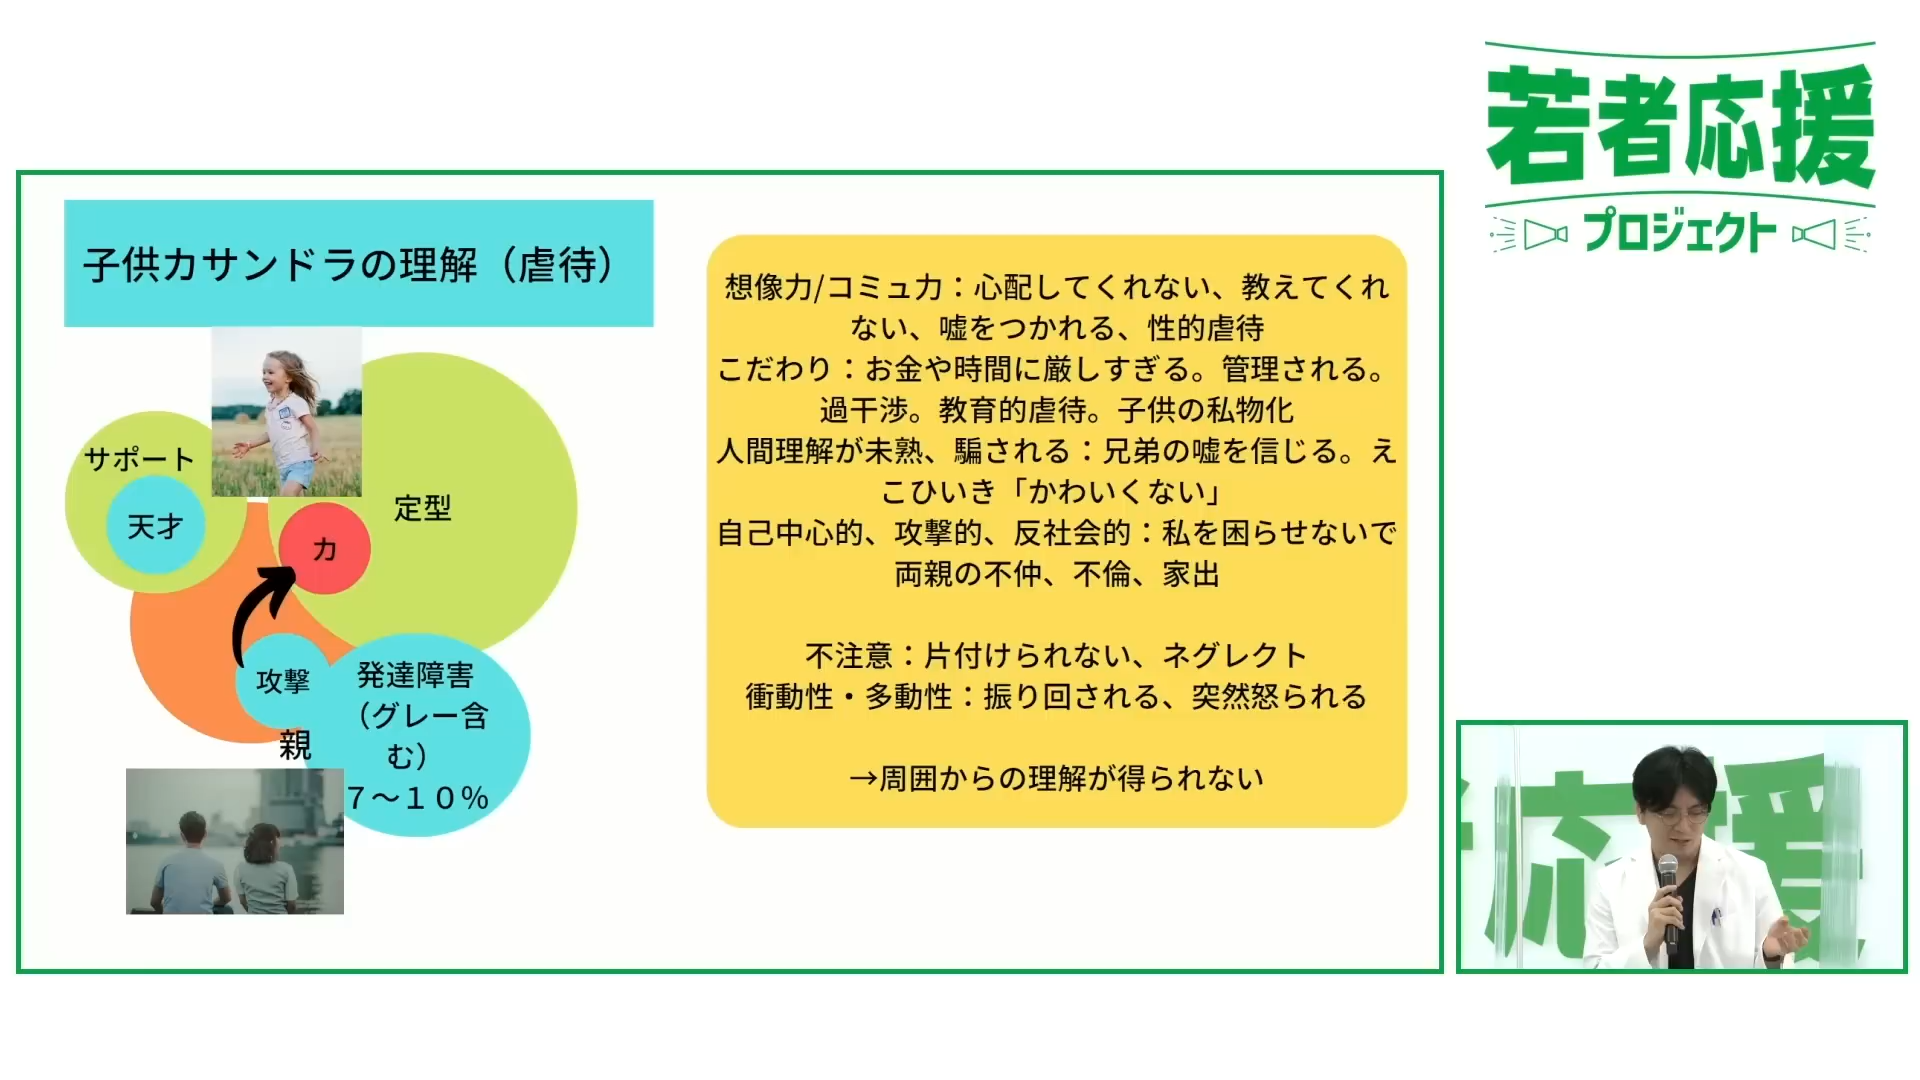 若者応援
プロジェクト
子供カサンドラの理解（虐待）
サポート
天才
カ
定型
攻撃
親
発達障害
（グレー含
む）
７～１０％
想像力/コミュ力：心配してくれない、教えてくれ
ない、嘘をつかれる、性的虐待
こだわり：お金や時間に厳しすぎる。管理される。
過干渉。教育的虐待。子供の私物化
人間理解が未熟、騙される：兄弟の嘘を信じる。え
こひいき「かわいくない」
自己中心的、攻撃的、反社会的：私を困らせないで
両親の不仲、不倫、家出
不注意：片付けられない、ネグレクト
衝動性・多動性：振り回される、突然怒られる
→周囲からの理解が得られない
応援